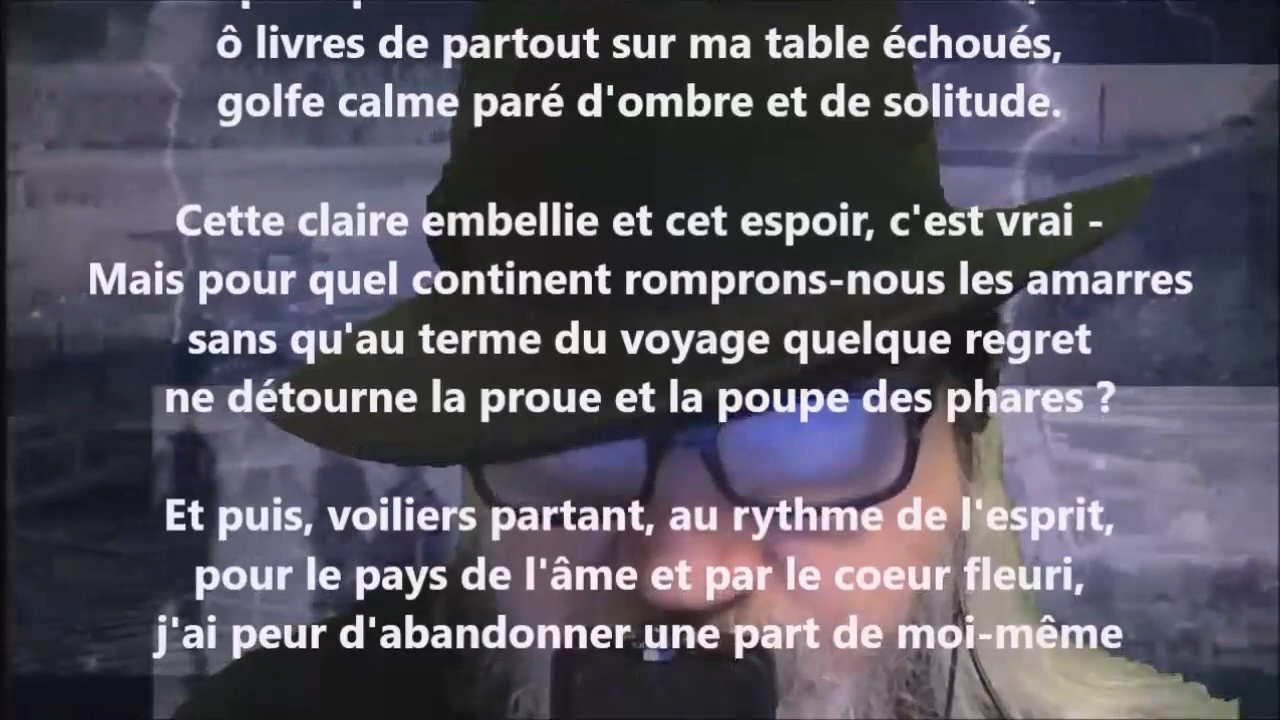 ô livres de partout sur ma table échoués,
golfe calme paré d'ombre et de solitude.
Cette claire embellie et cet espoir, c'est vrai -
Mais pour quel continent romprons-nous les amarres
sans qu'au terme du voyage quelque regret
ne détourne la proue et la poupe des phares ?
Et puis, voiliers partant, au rythme de l'esprit,
pour le pays de l'âme et par le coeur fleuri,
j'ai peur d'abandonner une part de moi-même